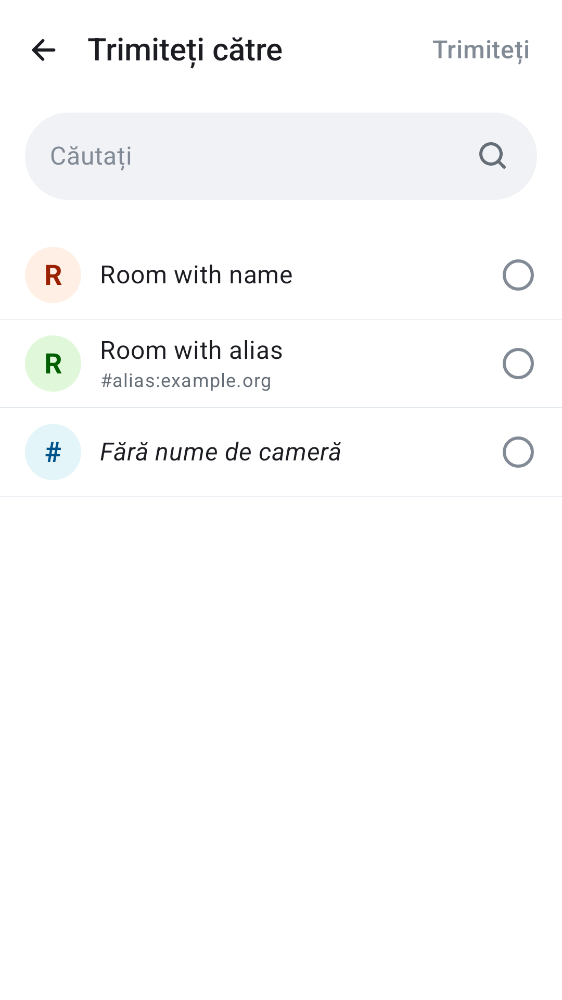 Trimiteți către
Trimiteți
Căutați
R
Room with name
R
Room with alias
#alias:example.org
#
Fără nume de cameră